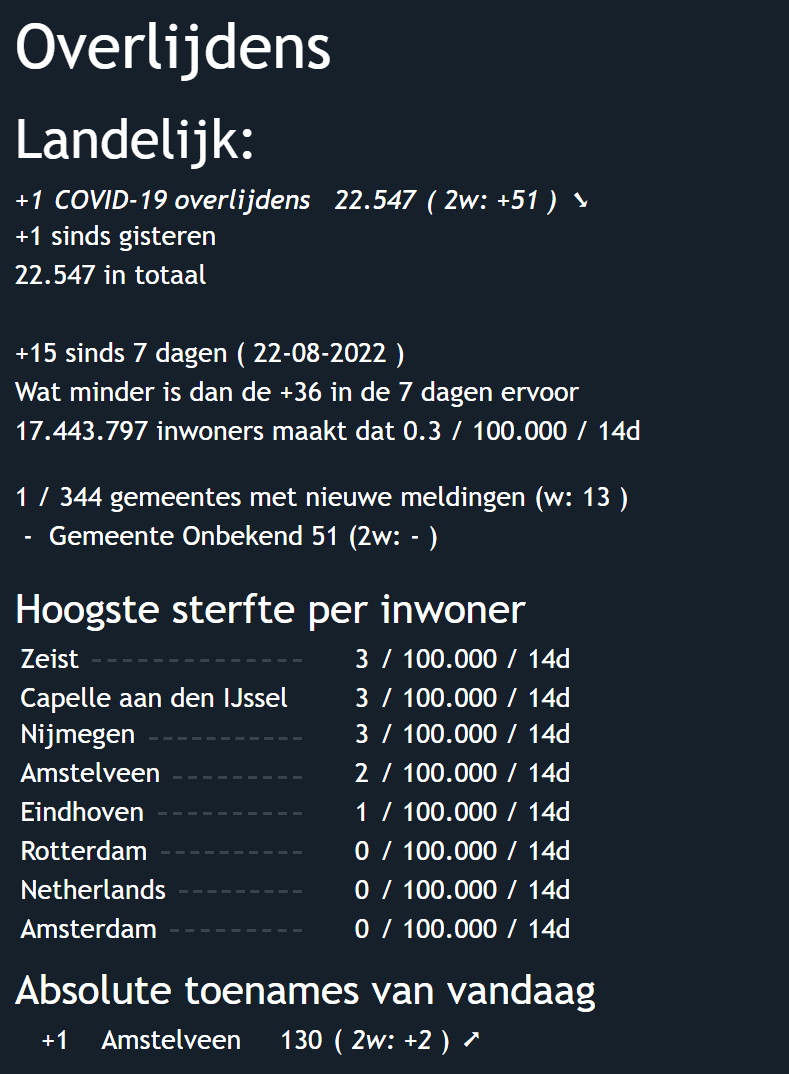 Overlijdens
Landelijk:
+1 COVID-19 overlijdens 22.547 ( 2w: +51 ) ➘
+1 sinds gisteren
22.547 in totaal
+15 sinds 7 dagen ( 22-08-2022 )
Wat minder is dan de +36 in de 7 dagen ervoor
17.443.797 inwoners maakt dat 0.3 / 100.000 / 14d
1 / 344 gemeentes met nieuwe meldingen (w: 13 )
- Gemeente Onbekend 51 (2w: - )
Hoogste sterfte per inwoner
Zeist -------------- 3 / 100.000 / 14d
Capelle aan den IJssel 3 / 100.000 / 14d
Nijmegen ---------- 3 / 100.000 / 14d
Amstelveen --------- 2 / 100.000 / 14d
Eindhoven ---------- 1 / 100.000 / 14d
Rotterdam ---------- 0 / 100.000 / 14d
Netherlands -------- 0 / 100.000 / 14d
Amsterdam --------- 0 / 100.000 / 14d
Absolute toenames van vandaag
+1 Amstelveen 130 ( 2w: +2 ) ➚